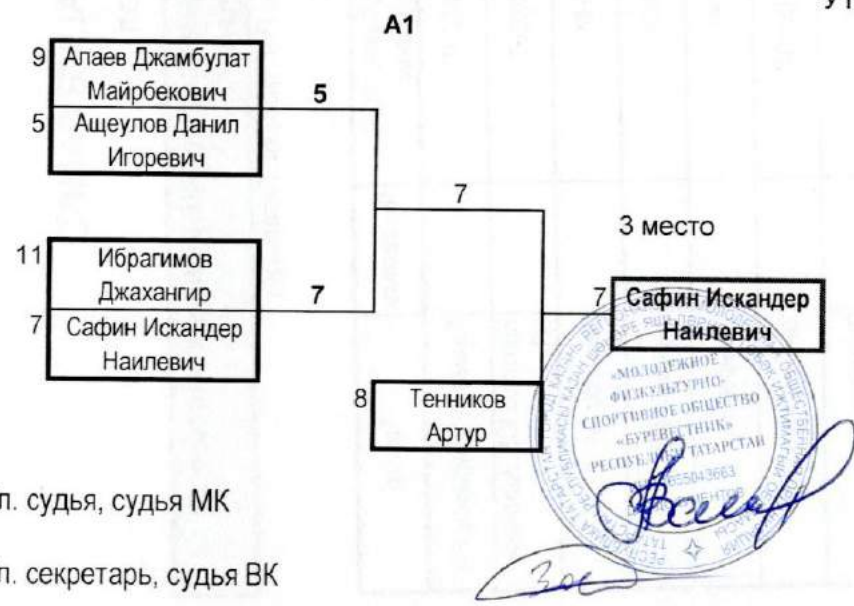 А1
9 Алаев Джамбулат
Майрбекович
5
5 Ащеулов Данил
Игоревич
7
3 место
11 Ибрагимов
Джахангир
7
7 Сафин Искандер
Наилевич
7 Сафин Искандер
Наилевич
8 Тенников
Артур
«МОЛОДЕЖНОЕ
ФИЗКУЛЬТУРНО-
СПОРТИВНОЕ ОБЩЕСТВО
«БУРЕВЕСТНИК»
РЕСПУБЛИКИ ТАТАРСТАН
л. судья, судья МК
л. секретарь, судья ВК